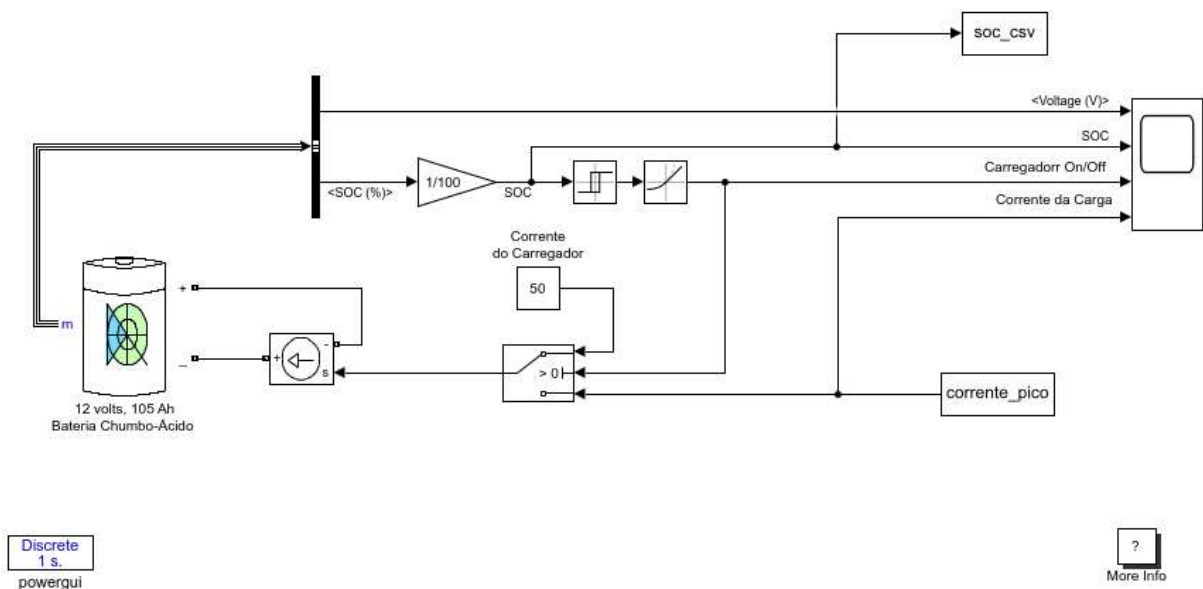 soc_csv
<Voltage (V)>
SOC
Carregadorr On/Off
Corrente da Carga
<SOC (%)>
1/100
SOC
Corrente
do Carregador
50
m
+
_
+
-
s
> 0
corrente_pico
12 volts, 105 Ah
Bateria Chumbo-Ácido
Discrete
1 s.
powergui
?
More Info